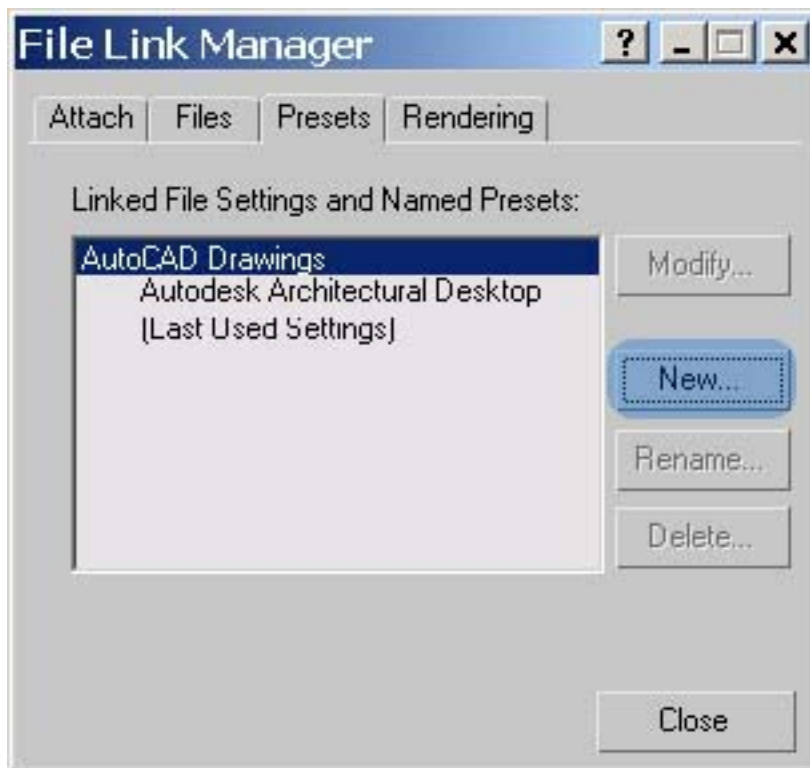 File Link Manager
Attach Files Presets Rendering
Linked File Settings and Named Presets:
AutoCAD Drawings
Autodesk Architectural Desktop
(Last Used Settings)
Modify...
New...
Rename...
Delete...
Close